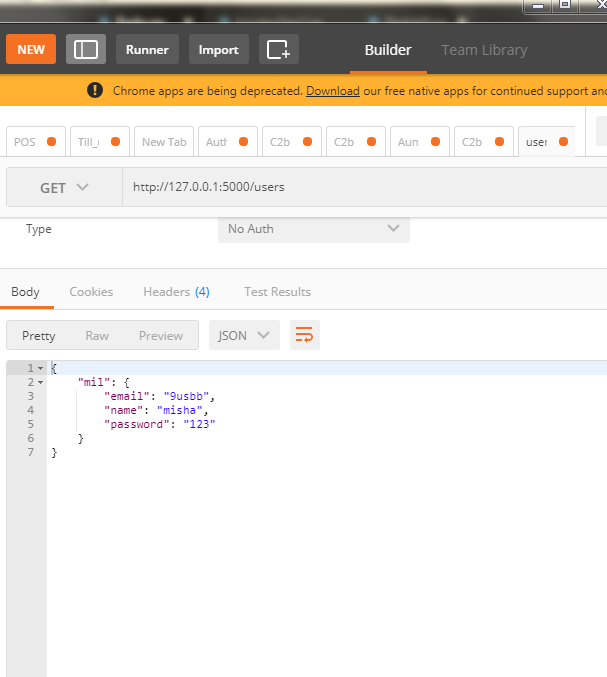 NEW Runner Import Builder Team Library
! Chrome apps are being deprecated. Download our free native apps for continued support and
POS Till_ New Tab Auth C2b C2b Aun C2b user
GET http://127.0.0.1:5000/users
Type No Auth
Body Cookies Headers (4) Test Results
Pretty Raw Preview JSON
1 {
2 "mil": {
3 "email": "9usbb",
4 "name": "misha",
5 "password": "123"
6 }
7 }